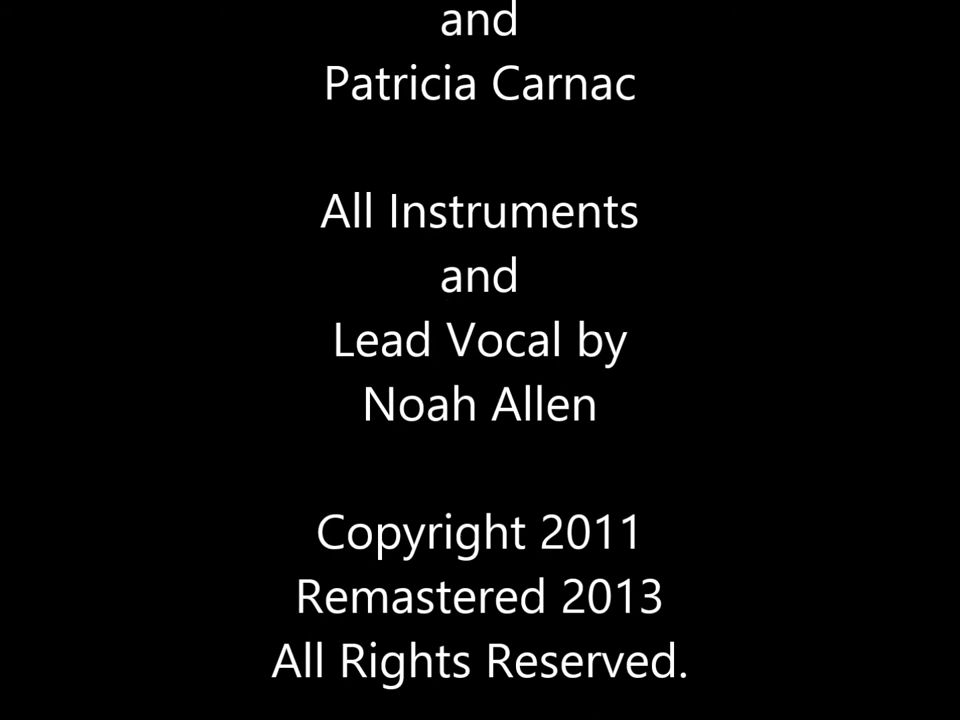 and
Patricia Carnac
All Instruments
and
Lead Vocal by
Noah Allen
Copyright 2011
Remastered 2013
All Rights Reserved.